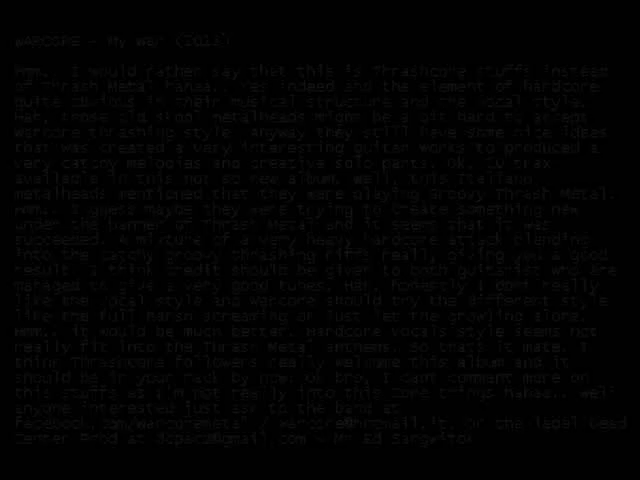 WARCORE - My War (2013)
Hmm.. I would rather say that this is Thrashcore stuffs instead
of Thrash Metal hahaa.. Yes indeed and the element of hardcore
quite obvious in their musical structure and the vocal style.
Hah, those old skool metalheads might be a bit hard to accept
Warcore thrashing style. Anyway they still have some nice ideas
that was created a very interesting guitar works to produced a
very catchy melodies and creative solo parts. Ok, 10 trax
available in this not so new album. Well, this Italiano
metalheads mentioned that they were playing Groovy Thrash Metal.
Hmm.. I guess maybe they were trying to create something new
under the banner of Thrash Metal and it seems that it was
succeeded. A mixture of a very heavy hardcore attack blending
into the catchy groovy thrashing riffs really, giving you a good
result. I think credit should be given to both guitarist who are
managed to give a very good tunes. Hah, honestly I dont really
like the vocal style and Warcore should try the different style
like the full harsh screaming or just let the growling alone.
Hmm.. it would be much better. Hardcore vocals style seems not
really fit into the Thrash Metal anthems. So thats it mate. I
think Thrashcore followers really welcome this album and it
should be in your rack by now. Ok bro, I cant comment more on
this stuffs as I'm not really into this core things hahaa.. Well
anyone interested just ask to the band at
Facebook.com/warcoremetal / warcore@hotmail.it. or the label Dead
Center Prod at @gmail.com - Mr Ed